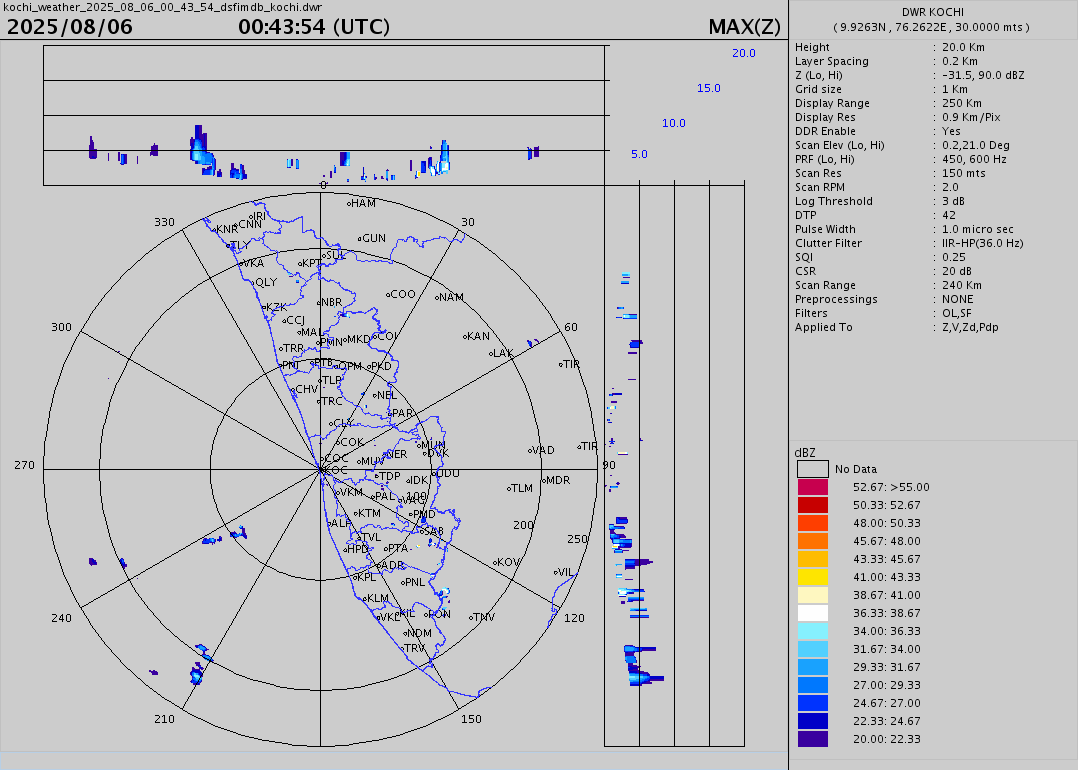 kochi_weather_2025_08_06_00_43_54_dsfimdb_kochi.dwr
2025/08/06 00:43:54 (UTC) MAX(Z)
DWR KOCHI
( 9.9263N , 76.2622E , 30.0000 mts )
Height : 20.0 Km
Layer Spacing : 0.2 Km
Z (Lo, Hi) : -31.5, 90.0 dBZ
Grid size : 1 Km
Display Range : 250 Km
Display Res : 0.9 Km/Pix
DDR Enable : Yes
Scan Elev (Lo, Hi) : 0.2,21.0 Deg
PRF (Lo, Hi) : 450, 600 Hz
Scan Res : 150 mts
Scan RPM : 2.0
Log Threshold : 3 dB
DTP : 42
Pulse Width : 1.0 micro sec
Clutter Filter : IIR-HP(36.0 Hz)
SQI : 0.25
CSR : 20 dB
Scan Range : 240 Km
Preprocessings : NONE
Filters : OL,SF
Applied To : Z,V,Zd,Pdp
20.0
15.0
10.0
5.0
0
HAM
IRI
330 CNN 30
KNR
GUN
TLY
SUL
VKA KPT
QLY
COO NAM
KZK NBR
CCJ
300 MAL 60
KAN
PMN MKD COI
TRR LAK
PNI PTB OPM PKD TIR
TLP
CHV NEL
TRC
PAR
CLY
COK MUN TIR
NER DVK VAD
270 COC MUV 90
KOC UDU
TDP IDK MDR
VKM PAL 100 TLM
VAG
KTM PMD
ALP 200
SAB
TVL 250
HPD PTA
ADR KOV
KPL PNL VIL
KLM
240 VKL KIL PON TNV 120
NDM
TRV
210 150
dBZ
No Data
52.67: >55.00
50.33: 52.67
48.00: 50.33
45.67: 48.00
43.33: 45.67
41.00: 43.33
38.67: 41.00
36.33: 38.67
34.00: 36.33
31.67: 34.00
29.33: 31.67
27.00: 29.33
24.67: 27.00
22.33: 24.67
20.00: 22.33